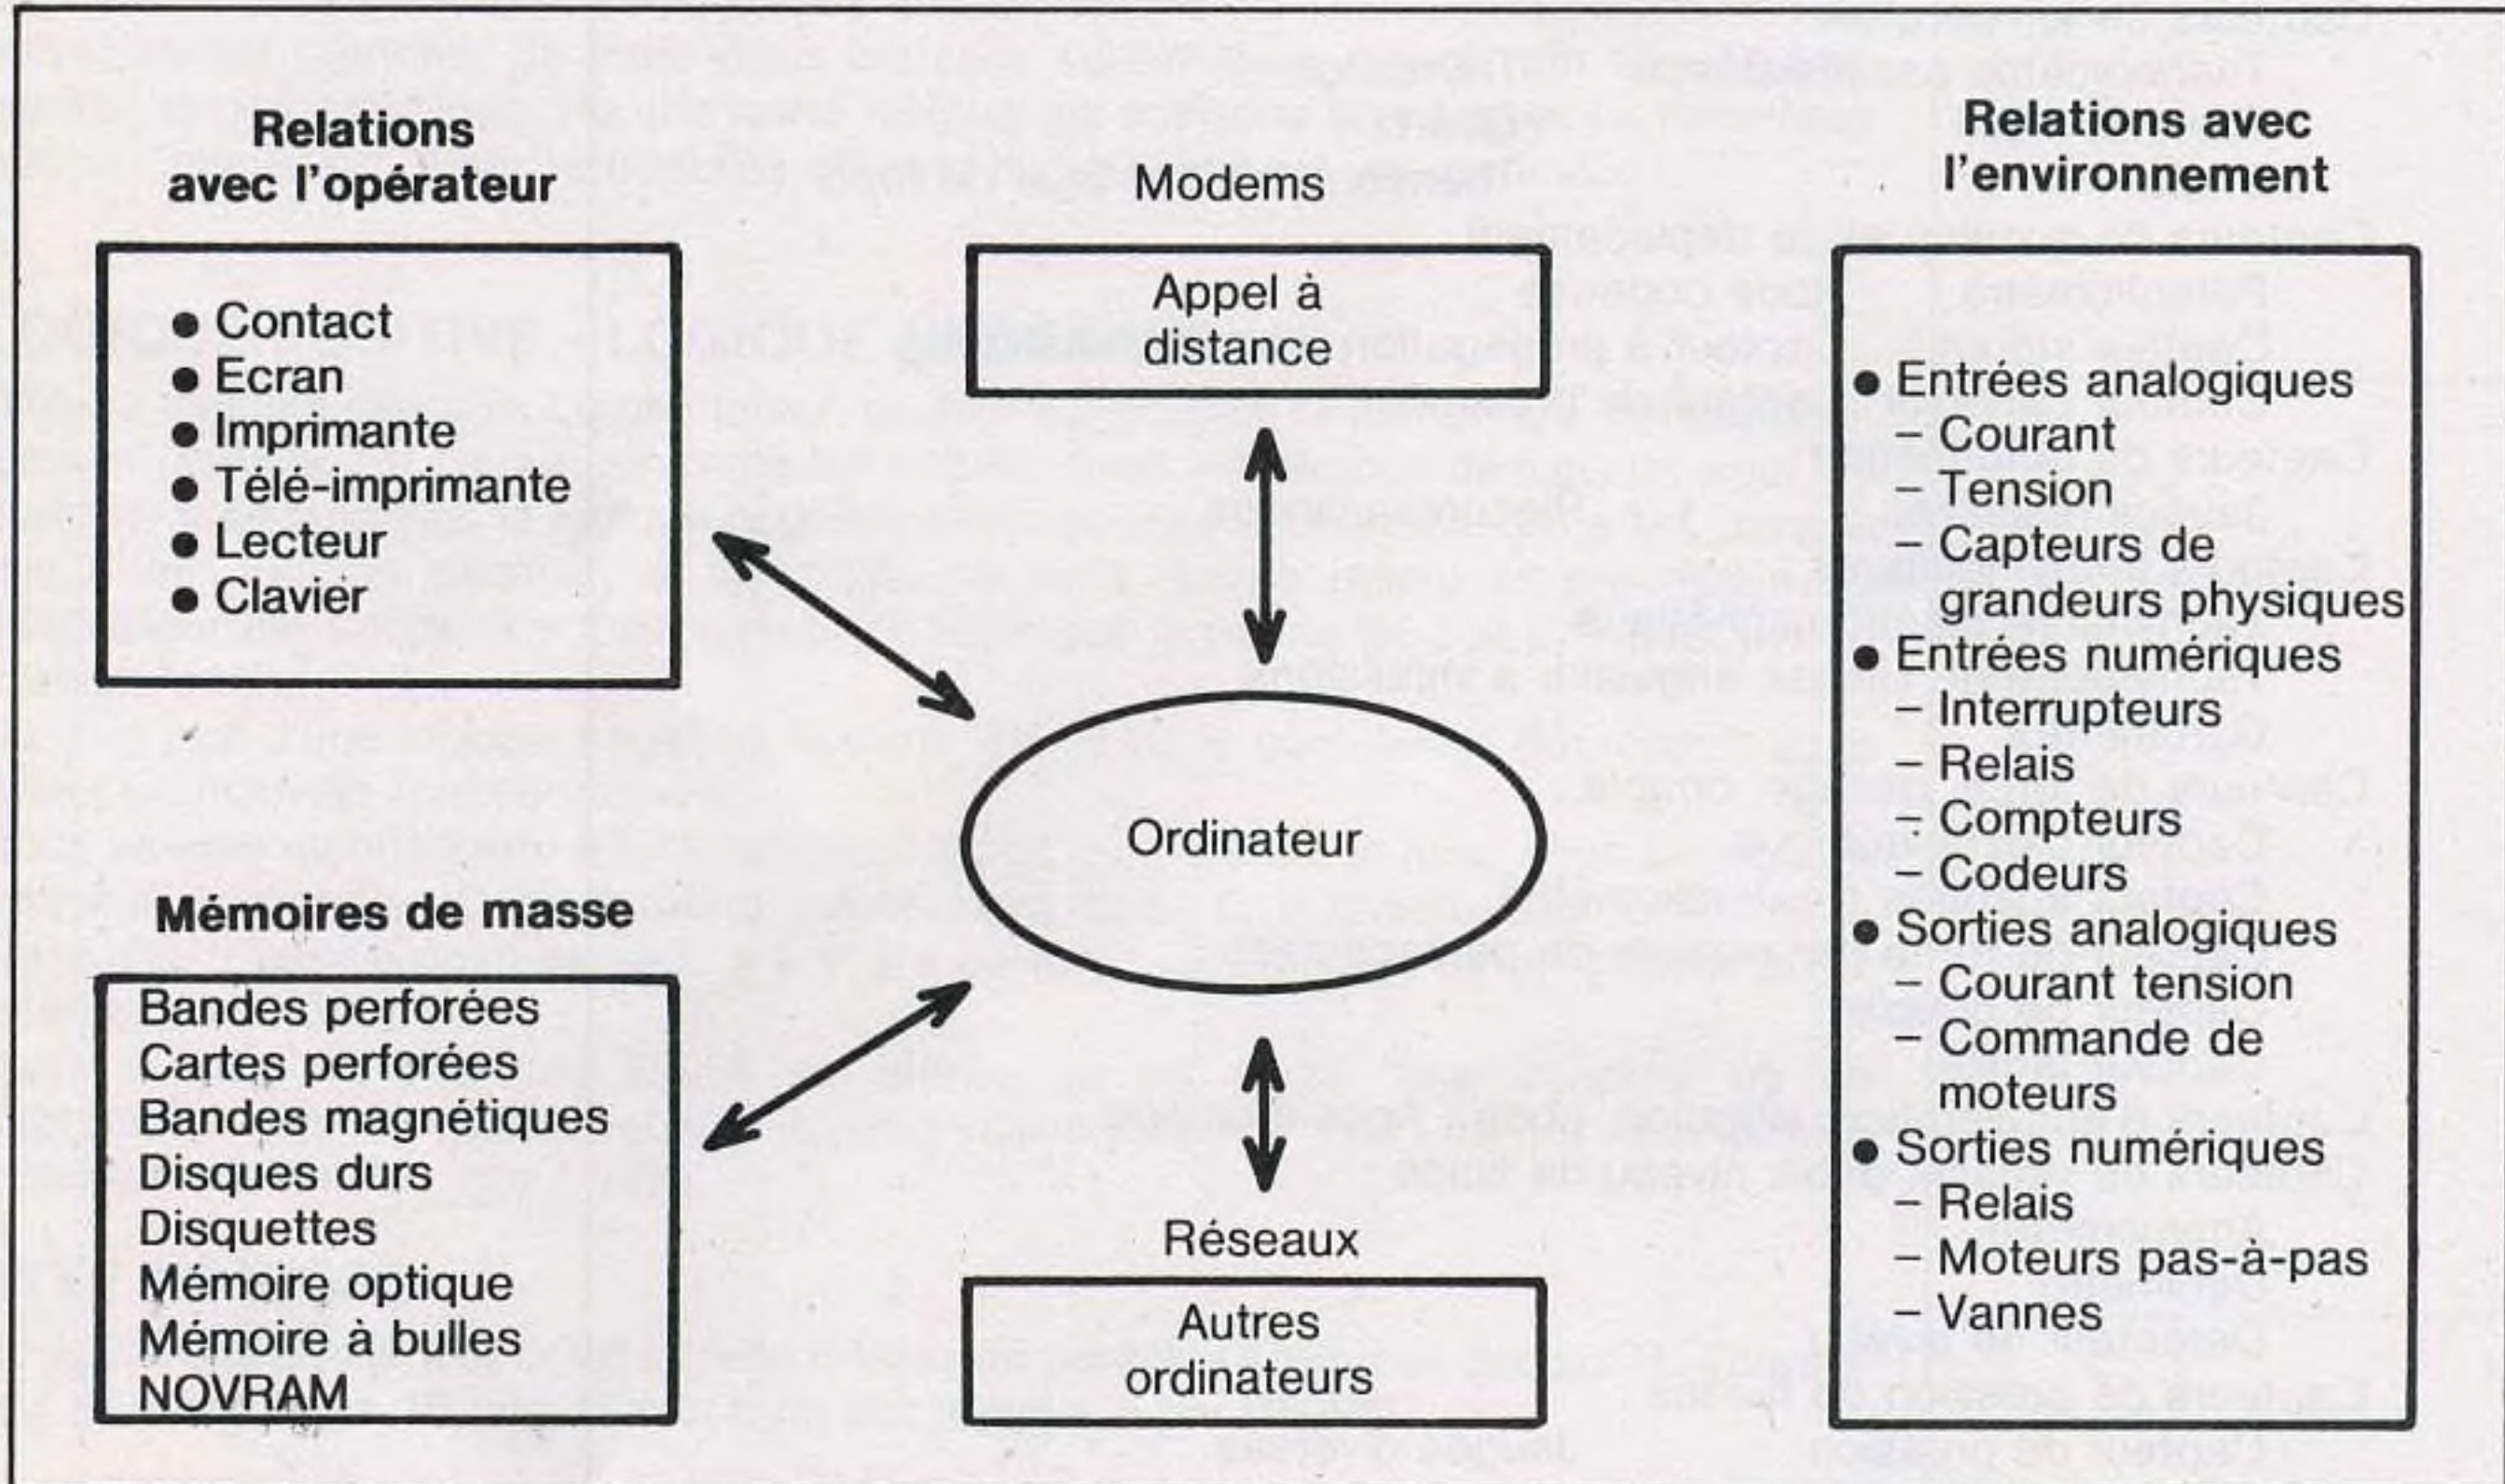 Relations
avec l'opérateur
● Contact
● Ecran
● Imprimante
● Télé-imprimante
● Lecteur
● Clavier
Mémoires de masse
Bandes perforées
Cartes perforées
Bandes magnétiques
Disques durs
Disquettes
Mémoire optique
Mémoire à bulles
NOVRAM
Modems
Appel à
distance
Ordinateur
Réseaux
Autres
ordinateurs
Relations avec
l'environnement
● Entrées analogiques
– Courant
– Tension
– Capteurs de
grandeurs physiques
● Entrées numériques
– Interrupteurs
– Relais
– Compteurs
– Codeurs
● Sorties analogiques
– Courant tension
– Commande de
moteurs
● Sorties numériques
– Relais
– Moteurs pas-à-pas
– Vannes